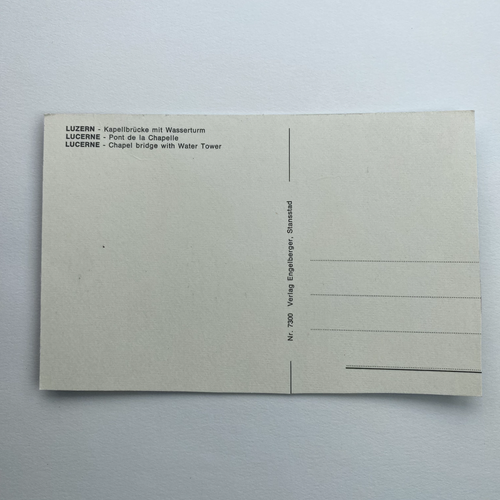 LUZERN - Kapellbrücke mit Wasserturm
LUCERNE - Pont de la Chapelle
LUCERNE - Chapel bridge with Water Tower
Nr. 7300 Verlag Engelberger, Stansstad